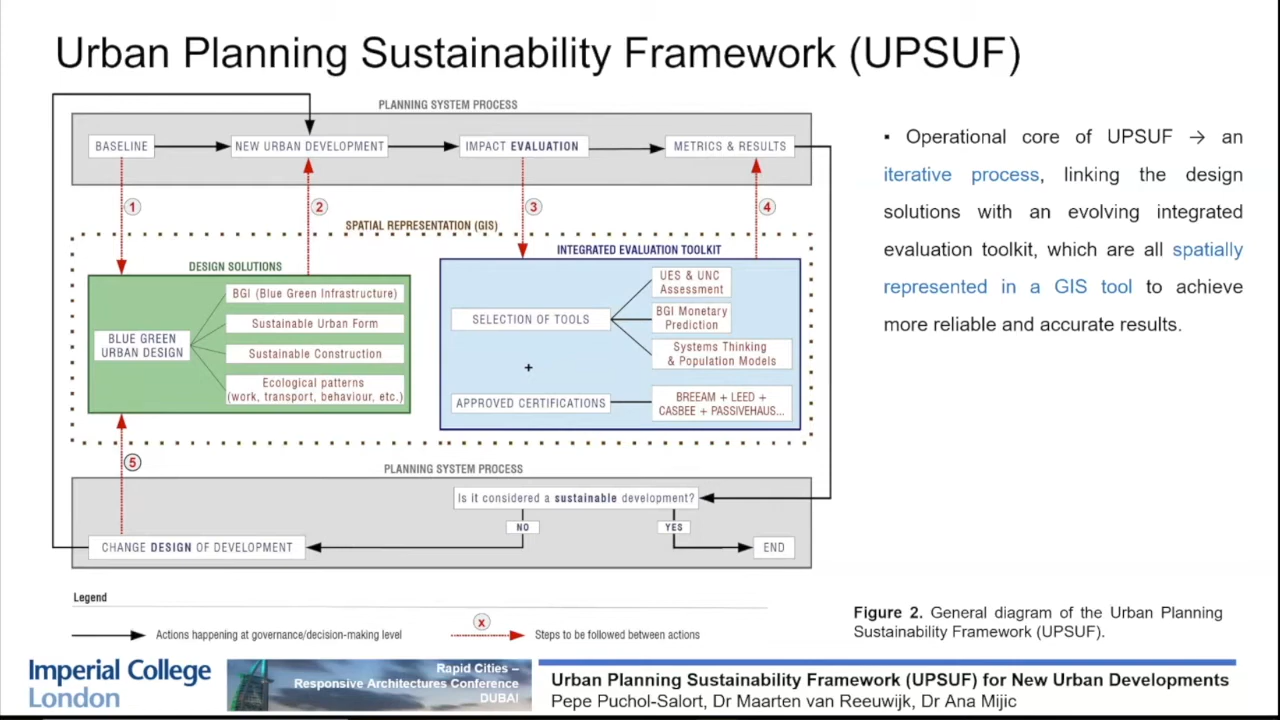 Urban Planning Sustainability Framework (UPSUF)
PLANNING SYSTEM PROCESS
BASELINE
NEW URBAN DEVELOPMENT
IMPACT EVALUATION
METRICS & RESULTS
1
2
3
4
SPATIAL REPRESENTATION (GIS)
DESIGN SOLUTIONS
BLUE GREEN
URBAN DESIGN
BGI (Blue Green Infrastructure)
Sustainable Urban Form
Sustainable Construction
Ecological patterns
(work, transport, behaviour, etc.)
INTEGRATED EVALUATION TOOLKIT
SELECTION OF TOOLS
UES & UNC
Assessment
BGI Monetary
Prediction
Systems Thinking
& Population Models
+
APPROVED CERTIFICATIONS
BREEAM + LEED +
CASBEE + PASSIVEHAUS...
5
PLANNING SYSTEM PROCESS
Is it considered a sustainable development?
NO
YES
CHANGE DESIGN OF DEVELOPMENT
END
Legend
Actions happening at governance/decision-making level
x
Steps to be followed between actions
▪ Operational core of UPSUF → an
iterative process, linking the design
solutions with an evolving integrated
evaluation toolkit, which are all spatially
represented in a GIS tool to achieve
more reliable and accurate results.
Figure 2. General diagram of the Urban Planning
Sustainability Framework (UPSUF).
Imperial College
London
Rapid Cities –
Responsive Architectures Conference
DUBAI
Urban Planning Sustainability Framework (UPSUF) for New Urban Developments
Pepe Puchol-Salort, Dr Maarten van Reeuwijk, Dr Ana Mijic